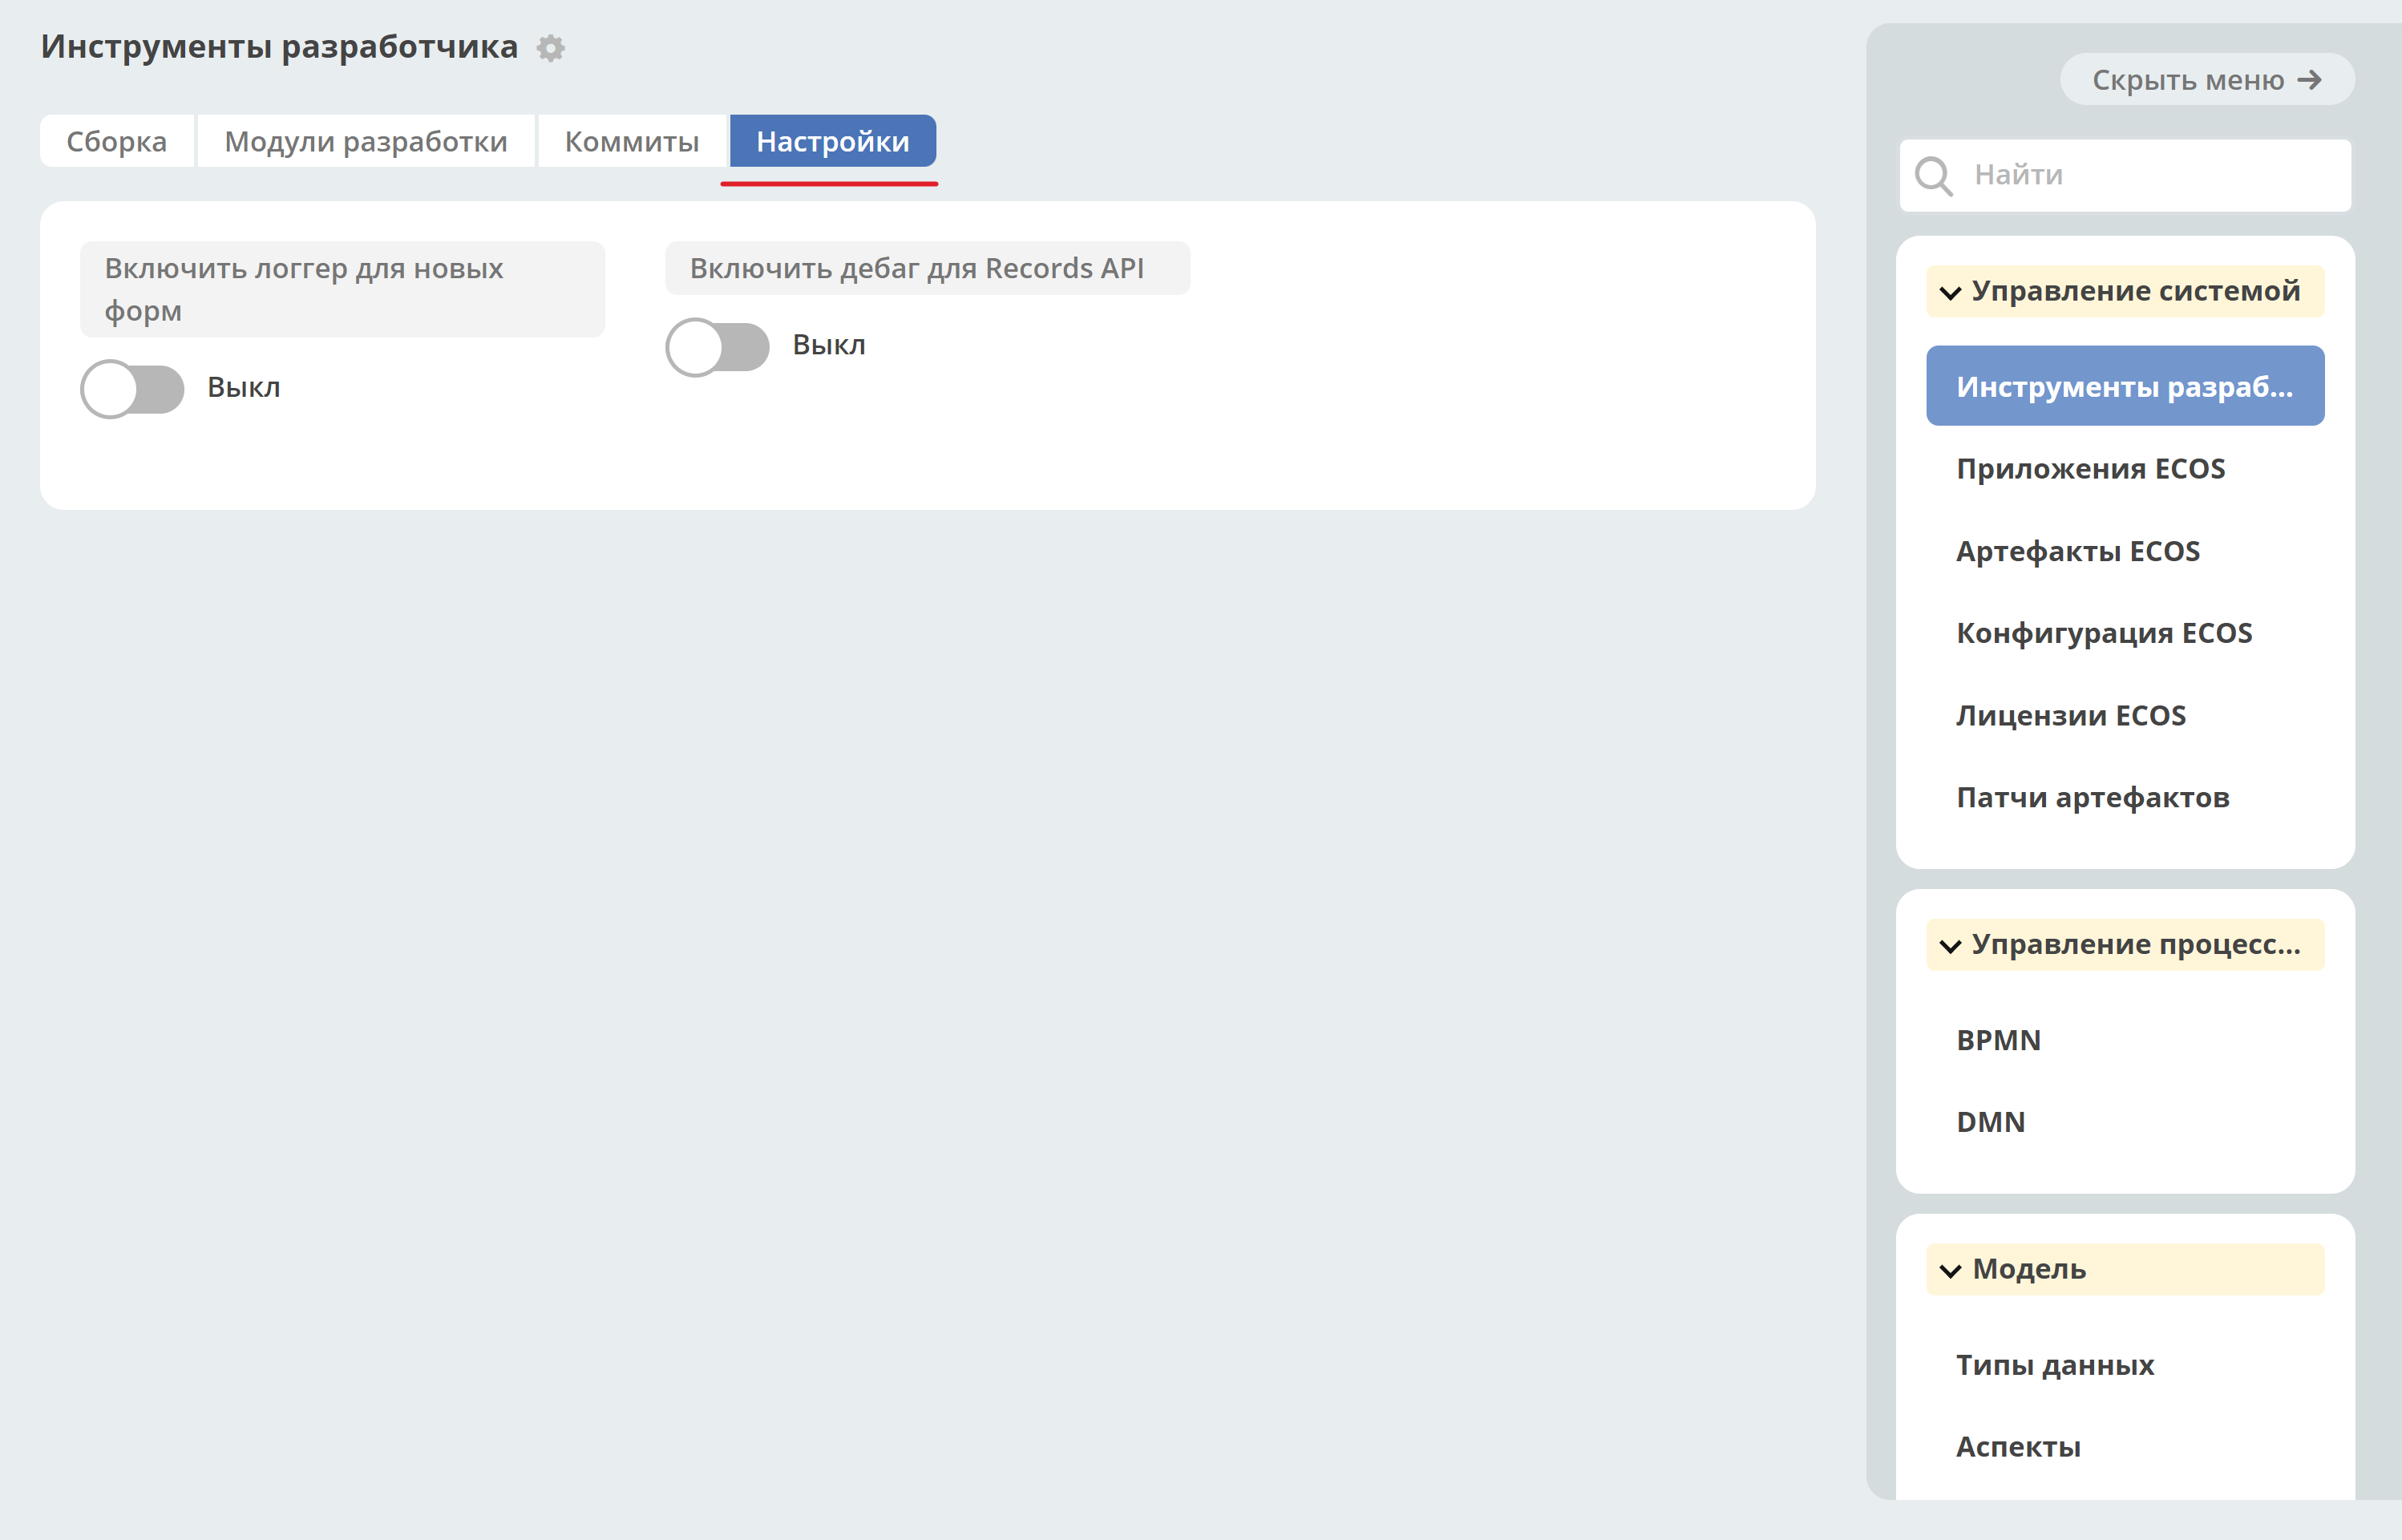 Инструменты разработчика
Сборка
Модули разработки
Коммиты
Настройки
Включить логгер для новых
форм
Выкл
Включить дебаг для Records API
Выкл
Скрыть меню
Найти
Управление системой
Инструменты разраб...
Приложения ECOS
Артефакты ECOS
Конфигурация ECOS
Лицензии ECOS
Патчи артефактов
Управление процесс...
BPMN
DMN
Модель
Типы данных
Аспекты